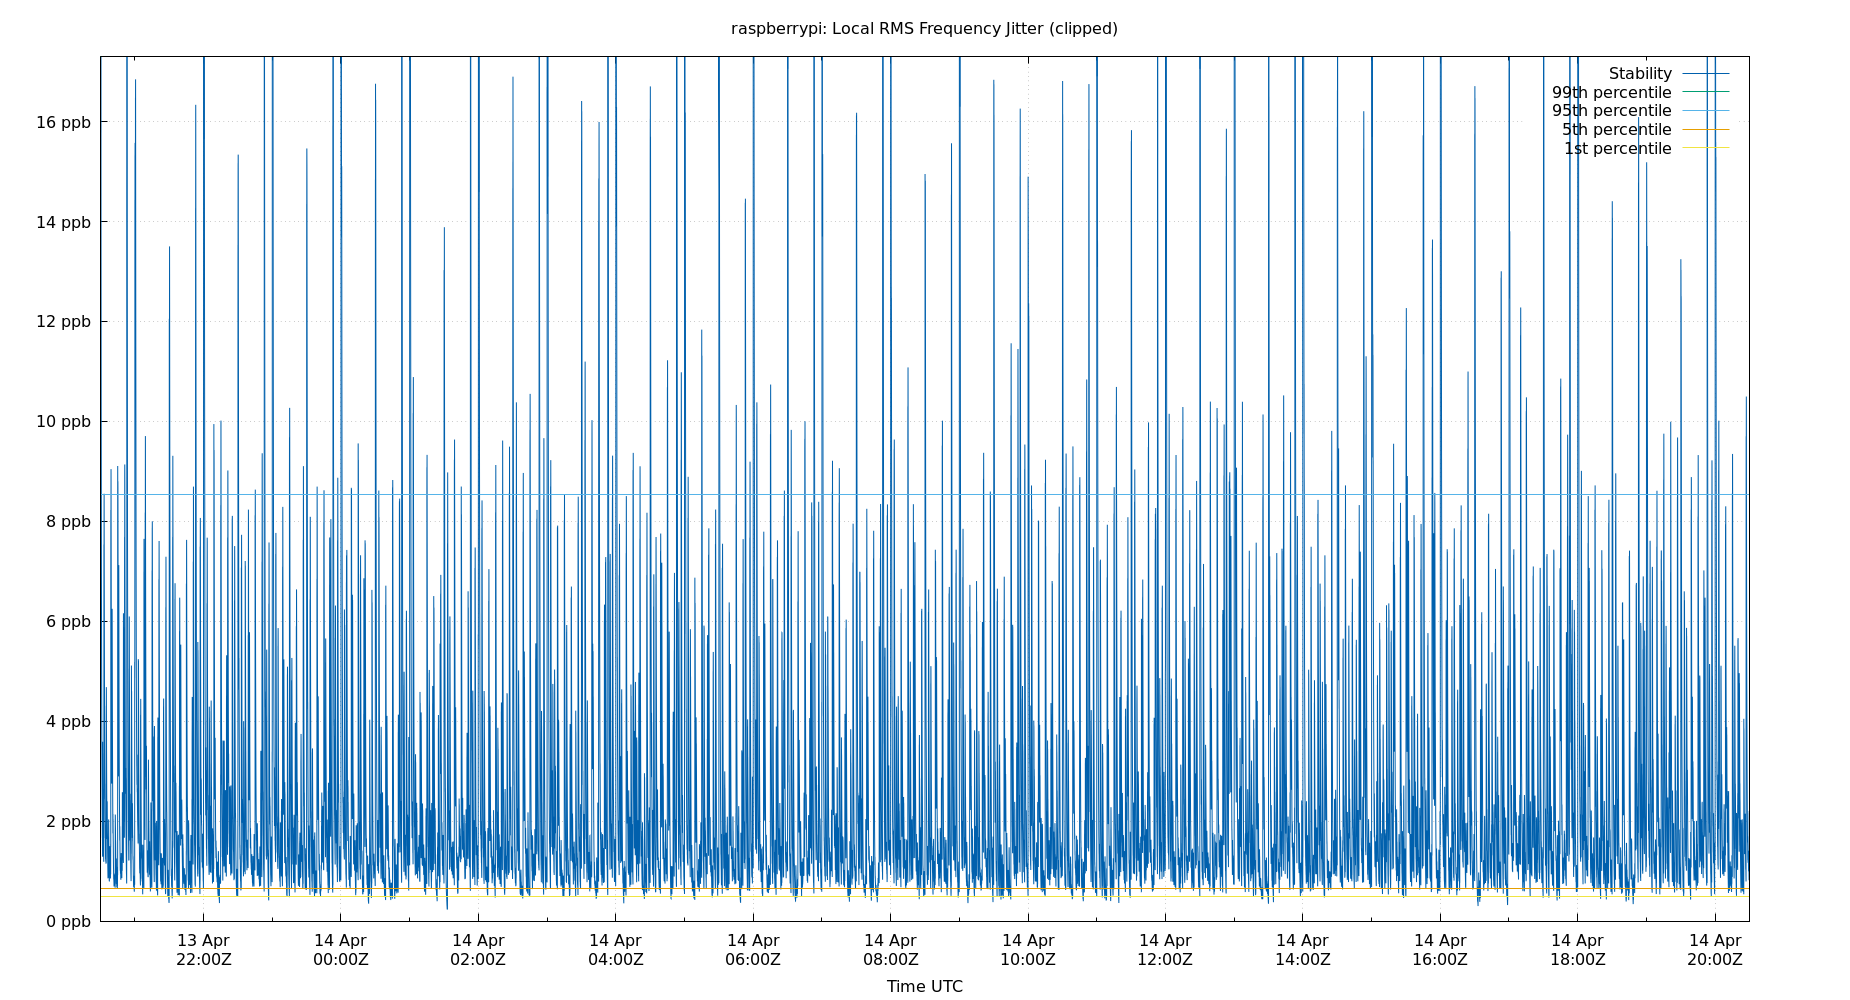 raspberrypi: Local RMS Frequency Jitter (clipped)
Stability
99th percentile
95th percentile
5th percentile
1st percentile
16 ppb
14 ppb
12 ppb
10 ppb
8 ppb
6 ppb
4 ppb
2 ppb
0 ppb
13 Apr 14 Apr 14 Apr 14 Apr 14 Apr 14 Apr 14 Apr 14 Apr 14 Apr 14 Apr 14 Apr 14 Apr
22:00Z 00:00Z 02:00Z 04:00Z 06:00Z 08:00Z 10:00Z 12:00Z 14:00Z 16:00Z 18:00Z 20:00Z
Time UTC